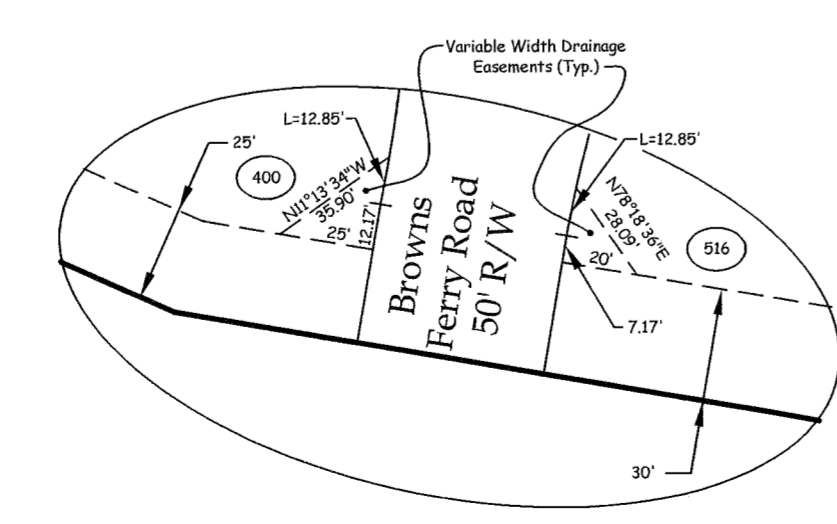 Variable Width Drainage
Easements (Typ.)
L=12.85'
L=12.85'
25'
400
N11°13'34"W
35.90'
25'
12.17'
Browns
Ferry Road
50' R/W
N78°18'36"E
28.09'
516
20'
7.17'
30'